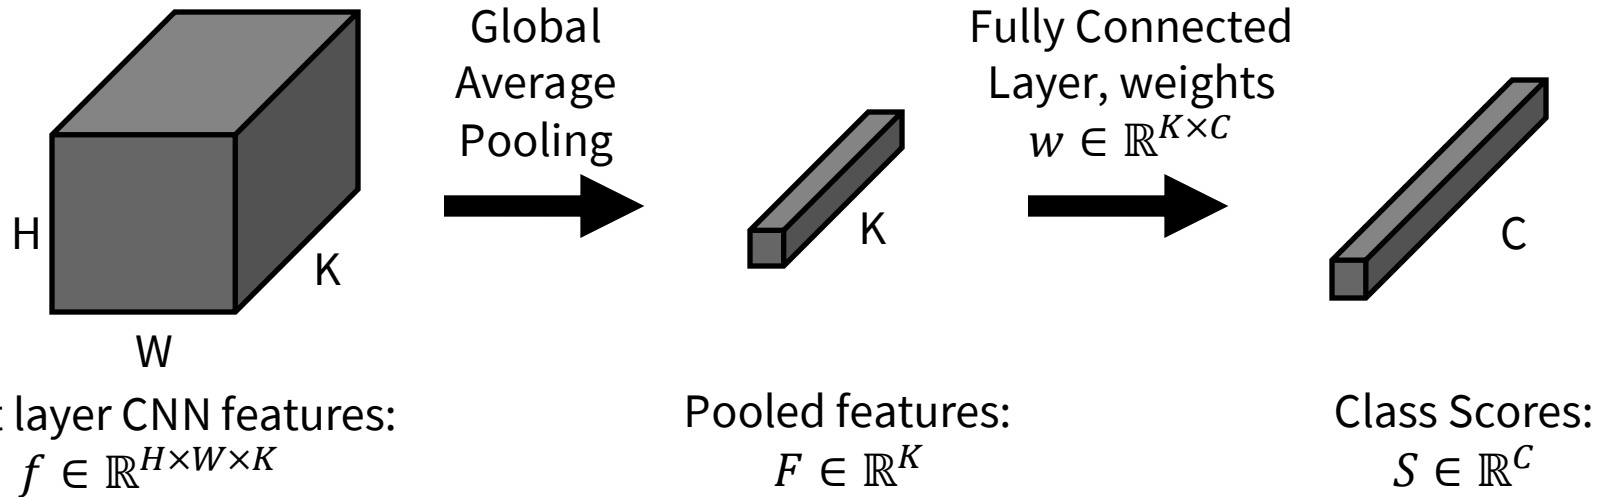 Global
Average
Pooling
Fully Connected
Layer, weights
w ∈ ℝ^{K×C}
H
W
K
K
C
layer CNN features:
f ∈ ℝ^{H×W×K}
Pooled features:
F ∈ ℝ^K
Class Scores:
S ∈ ℝ^C